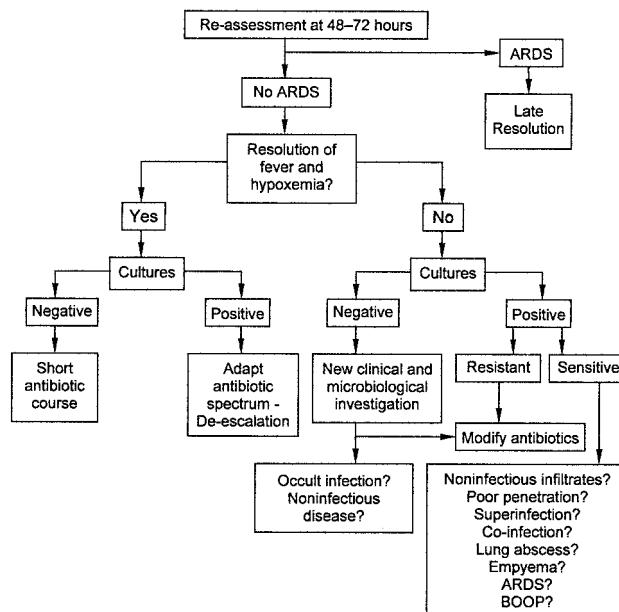 Re-assessment at 48–72 hours
ARDS
No ARDS
Late
Resolution
Resolution of
fever and
hypoxemia?
Yes
No
Cultures
Cultures
Negative
Positive
Negative
Positive
Short
antibiotic
course
Adapt
antibiotic
spectrum -
De-escalation
New clinical and
microbiological
investigation
Resistant
Sensitive
Modify antibiotics
Occult infection?
Noninfectious
disease?
Noninfectious infiltrates?
Poor penetration?
Superinfection?
Co-infection?
Lung abscess?
Empyema?
ARDS?
BOOP?